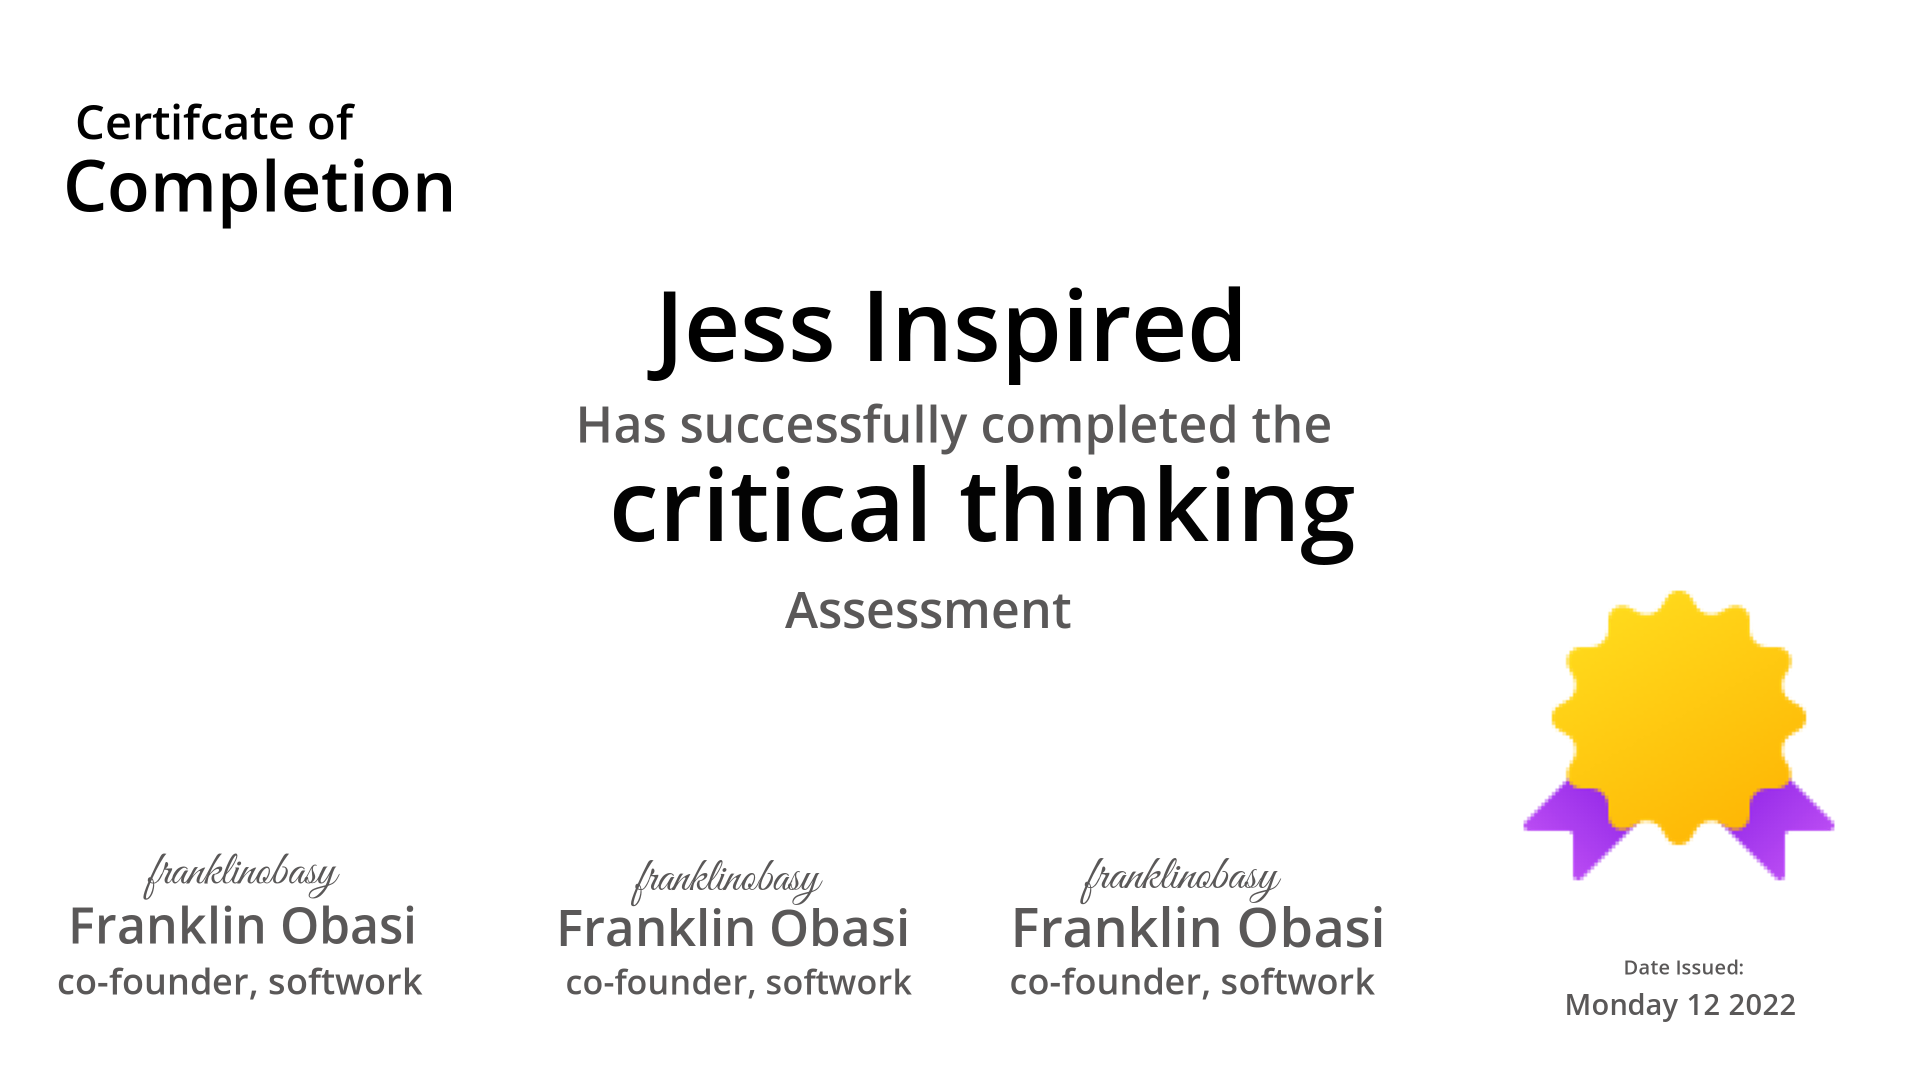 Certifcate of
Completion
Jess Inspired
Has successfully completed the
critical thinking
Assessment
franklinobasy
Franklin Obasi
co-founder, softwork
franklinobasy
Franklin Obasi
co-founder, softwork
franklinobasy
Franklin Obasi
co-founder, softwork
Date Issued:
Monday 12 2022